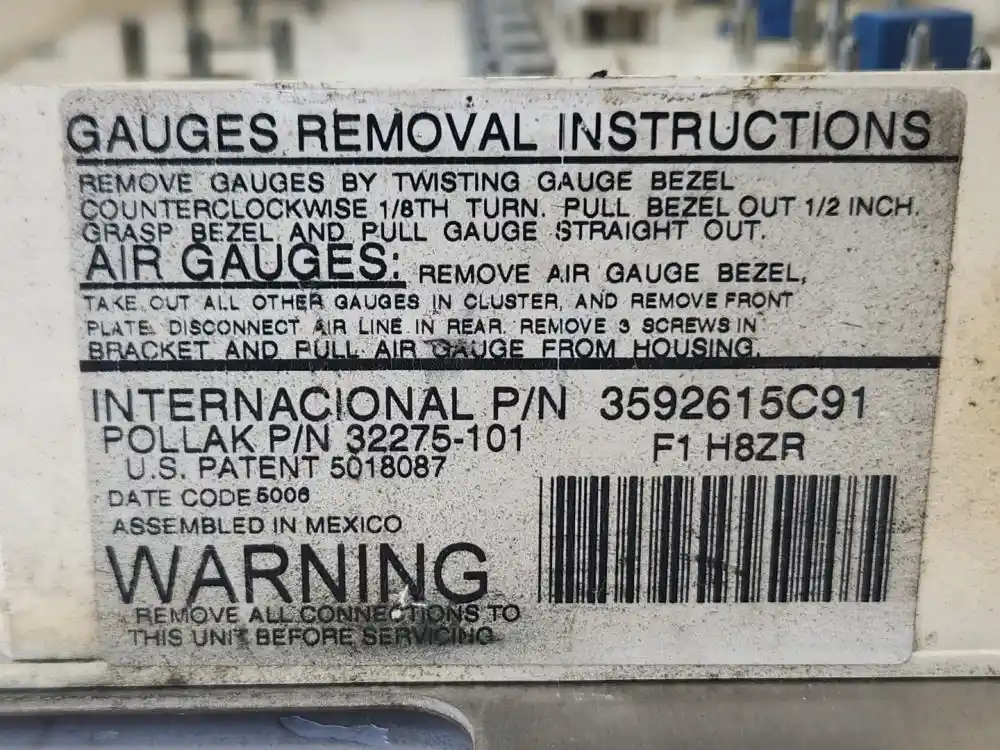 GAUGES REMOVAL INSTRUCTIONS
REMOVE GAUGES BY TWISTING GAUGE BEZEL
COUNTERCLOCKWISE 1/8TH TURN. PULL BEZEL OUT 1/2 INCH.
GRASP BEZEL AND PULL GAUGE STRAIGHT OUT.
AIR GAUGES: REMOVE AIR GAUGE BEZEL,
TAKE OUT ALL OTHER GAUGES IN CLUSTER, AND REMOVE FRONT
PLATE. DISCONNECT AIR LINE IN REAR. REMOVE 3 SCREWS IN
BRACKET AND PULL AIR GAUGE FROM HOUSING.
INTERNACIONAL P/N 3592615C91
POLLAK P/N 32275-101 F1 H8ZR
U.S. PATENT 5018087
DATE CODE 5006
ASSEMBLED IN MEXICO
WARNING
REMOVE ALL CONNECTIONS TO
THIS UNIT BEFORE SERVICING